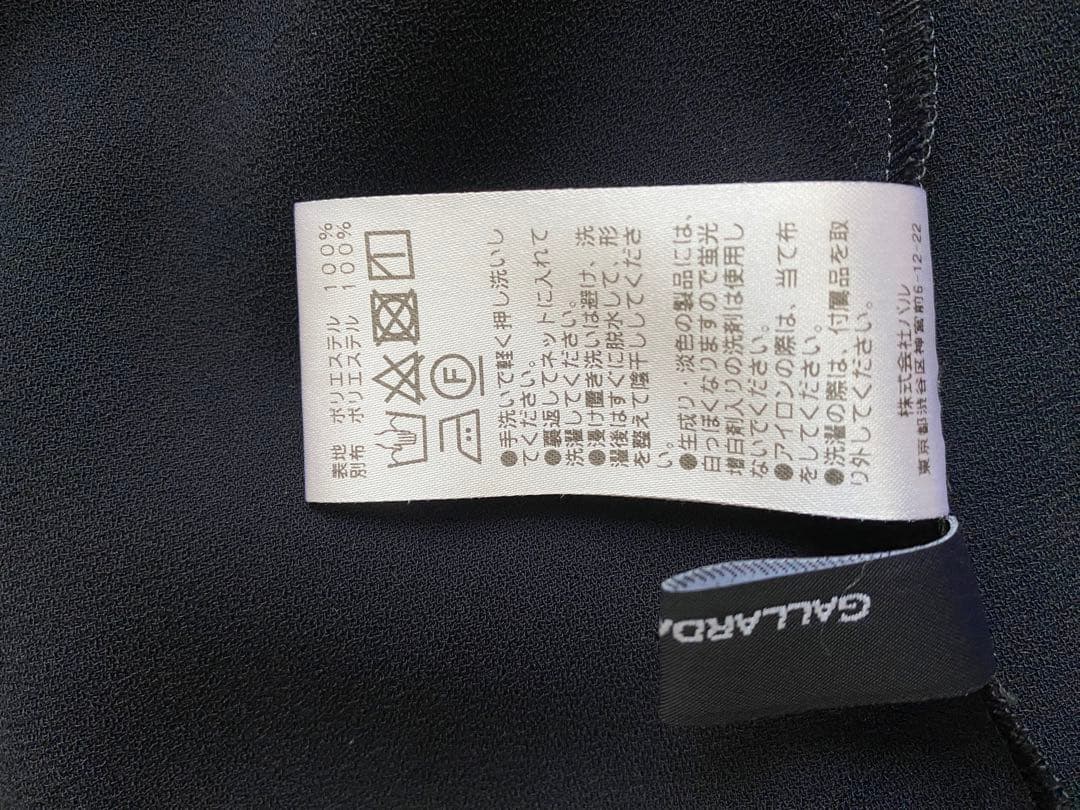 表地 ポリエステル 100%
別布 ポリエステル 100%
F
●手洗いで軽く押し洗いし
てください。
●裏返してネットに入れて
洗濯してください。
●浸け置き洗いは避け、洗
濯後はすぐに脱水して、形
を整えて陰干ししてくださ
い。
●生成り・淡色の製品には、
白っぽくなりますので蛍光
増白剤入りの洗剤は使用し
ないでください。
●アイロンの際は、当て布
をしてください。
●洗濯の際は、付属品を取
り外してください。
株式会社パル
東京都渋谷区神宮前6-12-22
GALLARDA